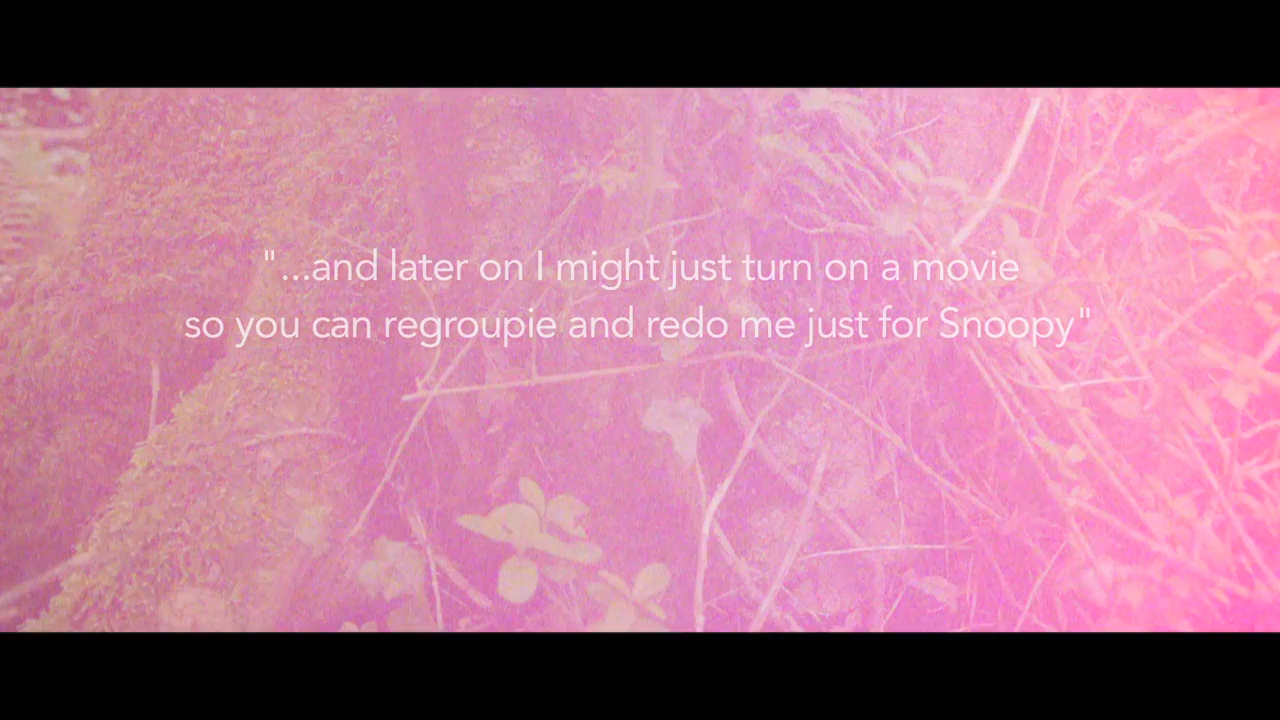 "...and later on I might just turn on a movie
so you can regroupie and redo me just for Snoopy"